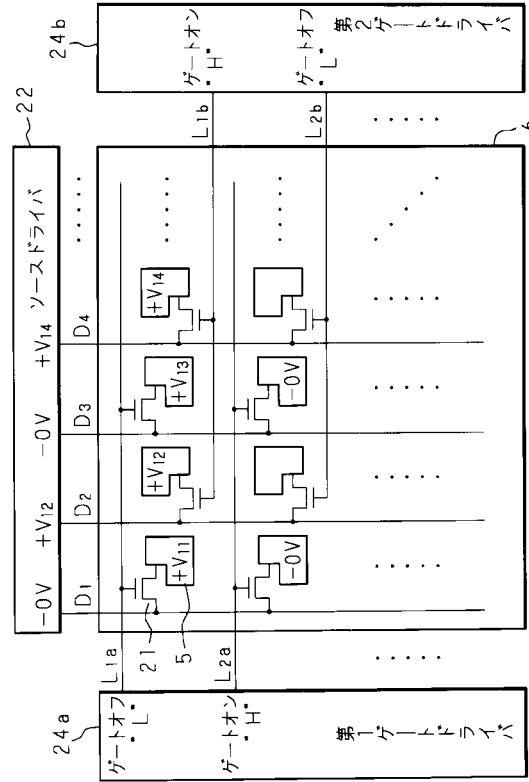 22
-0V +V12 -0V +V14 ソースドライバ
D1 D2 D3 D4
24a
ゲートオフ
"L"
ゲートオン
"H"
第1ゲートドライバ
L1a
L2a
21
5
+V11 +V12 +V13 +V14
-0V -0V
24b
ゲートオン
"H"
ゲートオフ
"L"
第2ゲートドライバ
L1b
L2b